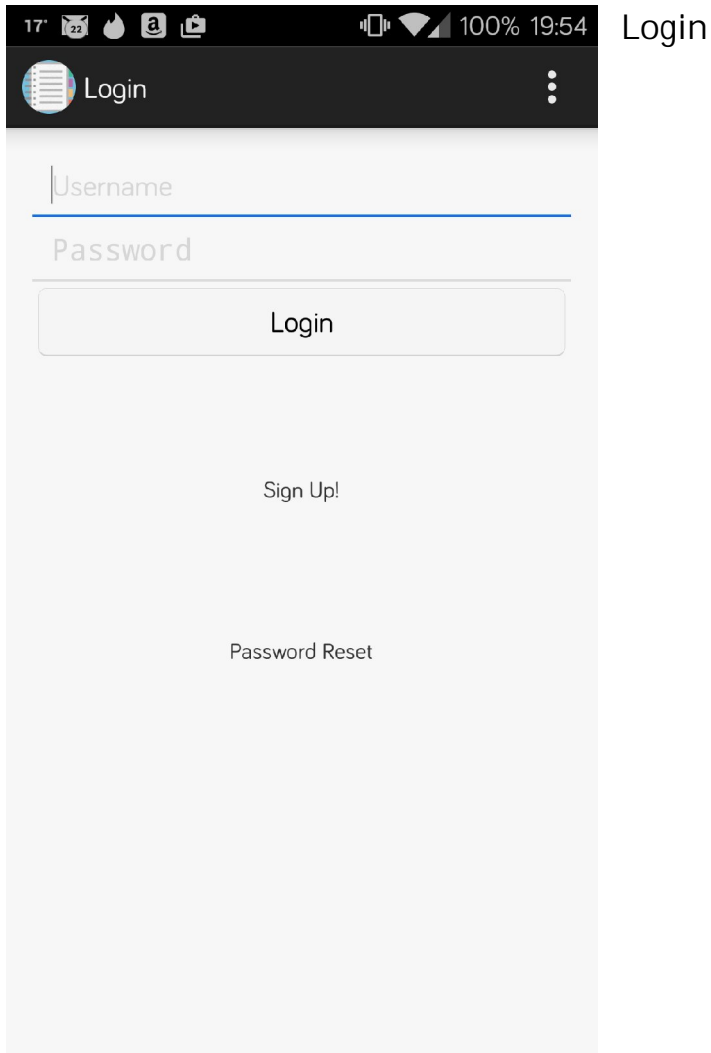 17° 22 a 100% 19:54
Login
Login
Username
Password
Login
Sign Up!
Password Reset